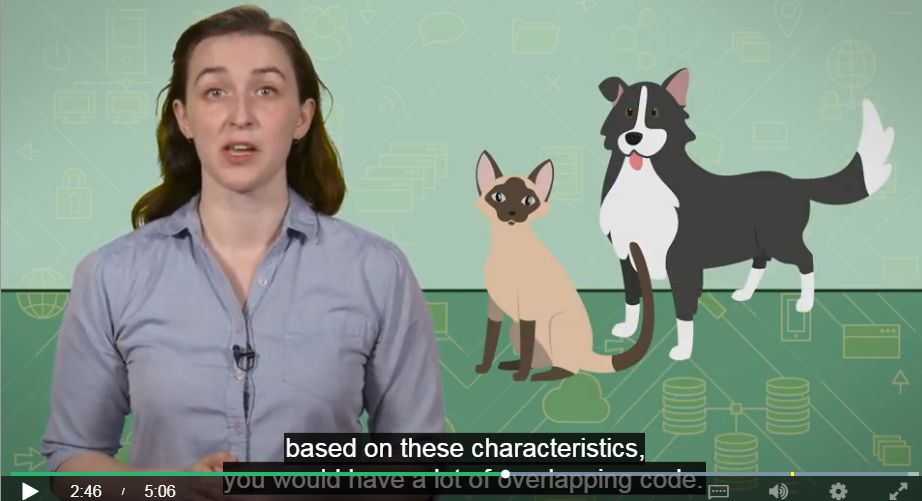 based on these characteristics,
you would have a lot of overlapping code.
2:46 / 5:06